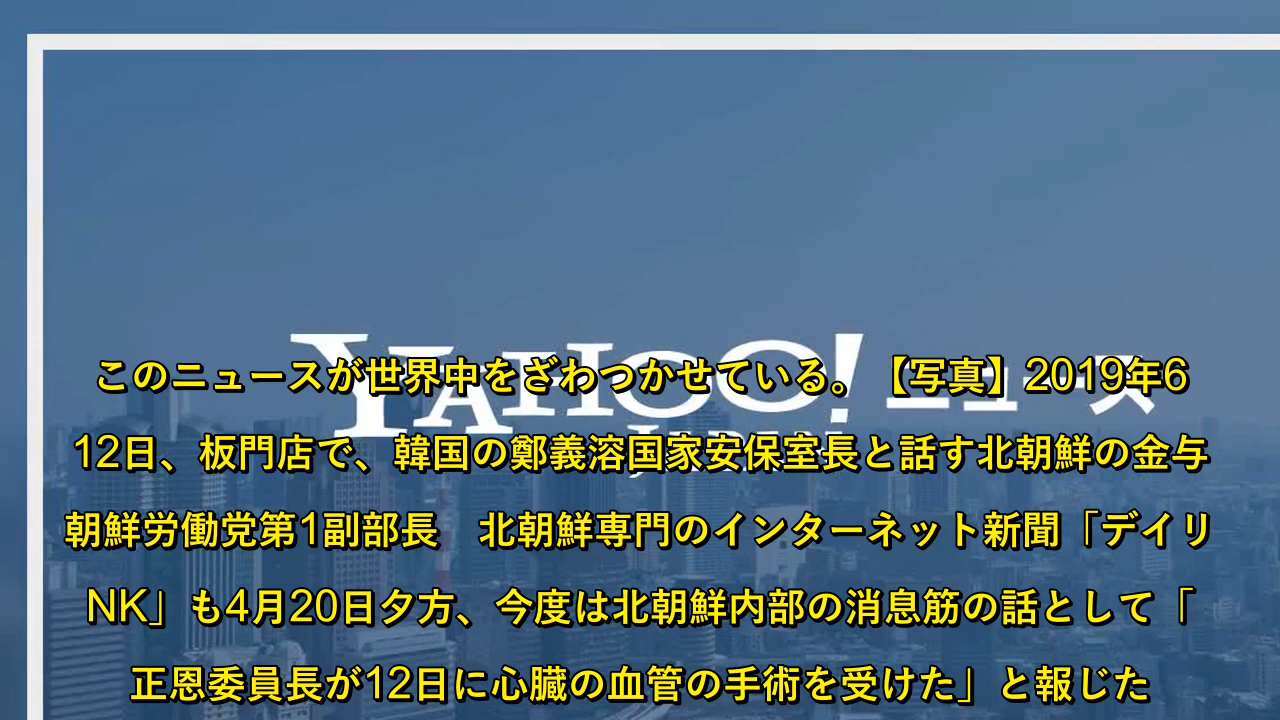 YAHOO!ニュース
JAPAN
このニュースが世界中をざわつかせている。【写真】2019年6
12日、板門店で、韓国の鄭義溶国家安保室長と話す北朝鮮の金与
朝鮮労働党第1副部長　北朝鮮専門のインターネット新聞「デイリ
NK」も4月20日夕方、今度は北朝鮮内部の消息筋の話として「
正恩委員長が12日に心臓の血管の手術を受けた」と報じた